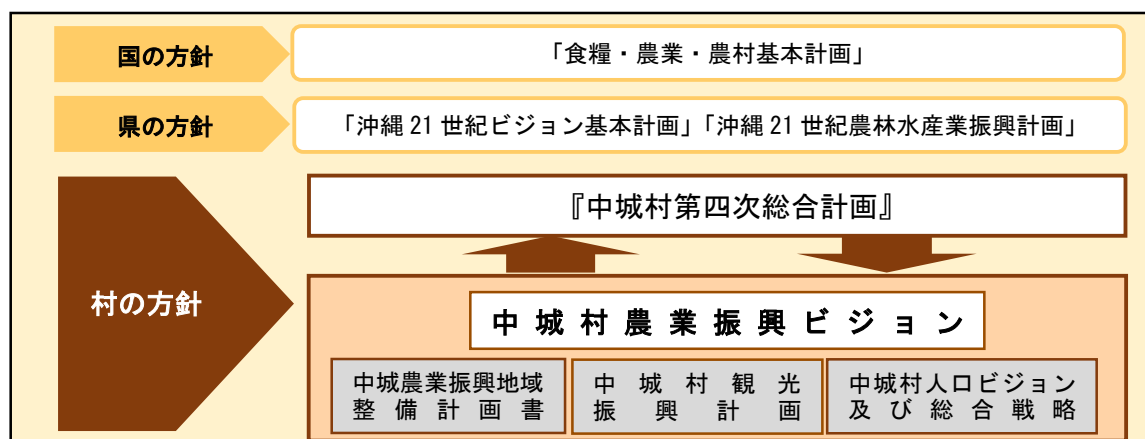 国の方針
「食糧・農業・農村基本計画」
県の方針
「沖縄21世紀ビジョン基本計画」「沖縄21世紀農林水産業振興計画」
村の方針
『中城村第四次総合計画』
中城村農業振興ビジョン
中城農業振興地域
整備計画書
中城村観光
振興計画
中城村人口ビジョン
及び総合戦略